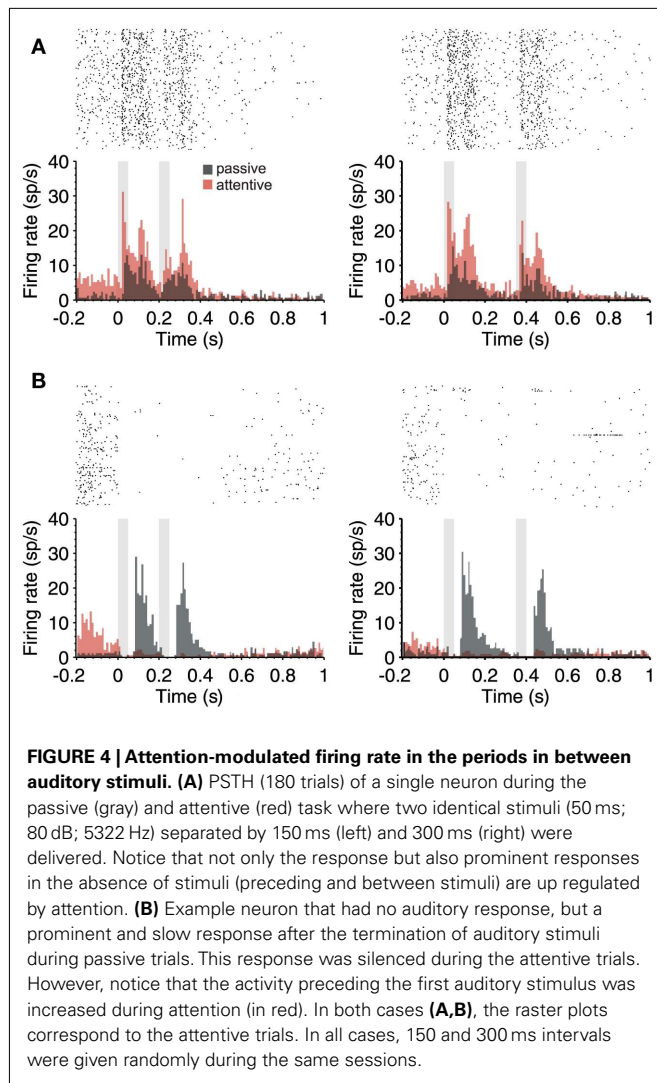 A
40
30
20
10
0
Firing rate (sp/s)
passive
attentive
-0.2 0 0.2 0.4 0.6 0.8 1
Time (s)
40
30
20
10
0
Firing rate (sp/s)
-0.2 0 0.2 0.4 0.6 0.8 1
Time (s)
B
40
30
20
10
0
Firing rate (sp/s)
-0.2 0 0.2 0.4 0.6 0.8 1
Time (s)
40
30
20
10
0
Firing rate (sp/s)
-0.2 0 0.2 0.4 0.6 0.8 1
Time (s)
FIGURE 4 | Attention-modulated firing rate in the periods in between
auditory stimuli. (A) PSTH (180 trials) of a single neuron during the
passive (gray) and attentive (red) task where two identical stimuli (50 ms;
80 dB; 5322 Hz) separated by 150 ms (left) and 300 ms (right) were
delivered. Notice that not only the response but also prominent responses
in the absence of stimuli (preceding and between stimuli) are up regulated
by attention. (B) Example neuron that had no auditory response, but a
prominent and slow response after the termination of auditory stimuli
during passive trials. This response was silenced during the attentive trials.
However, notice that the activity preceding the first auditory stimulus was
increased during attention (in red). In both cases (A,B), the raster plots
correspond to the attentive trials. In all cases, 150 and 300 ms intervals
were given randomly during the same sessions.